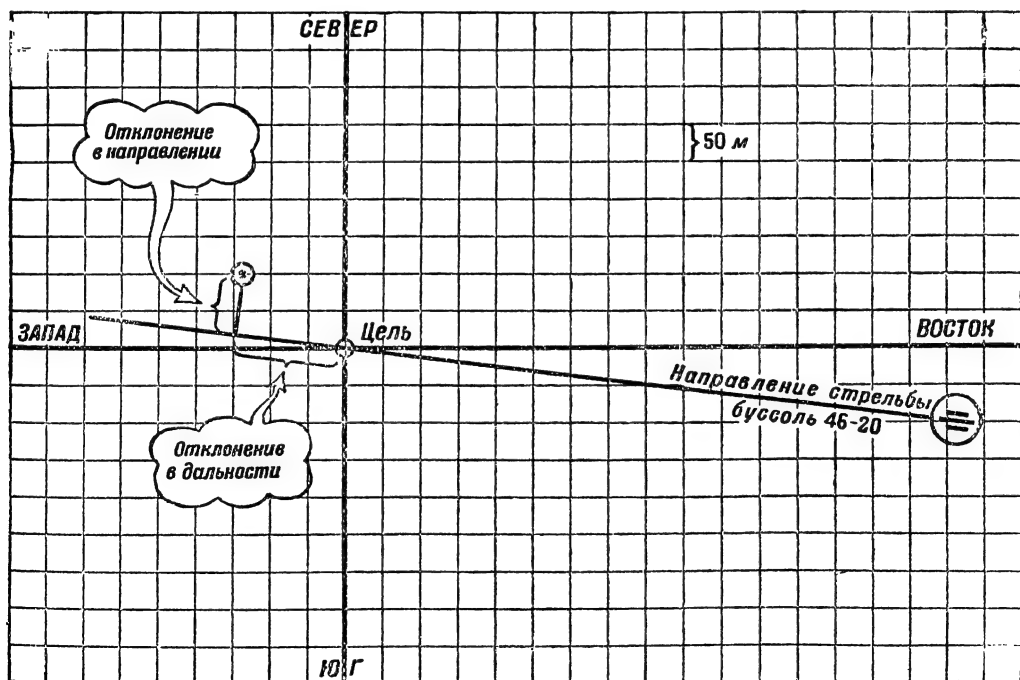 СЕВЕР
Отклонение
в направлении
50 м
ЗАПАД
Цель
ВОСТОК
Направление стрельбы
буссоль 46-20
Отклонение
в дальности
ЮГ